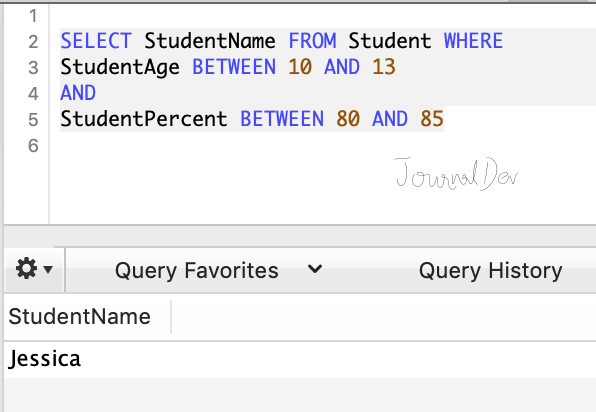 1
2 SELECT StudentName FROM Student WHERE
3 StudentAge BETWEEN 10 AND 13
4 AND
5 StudentPercent BETWEEN 80 AND 85
6
JournalDev
Query Favorites Query History
StudentName
Jessica